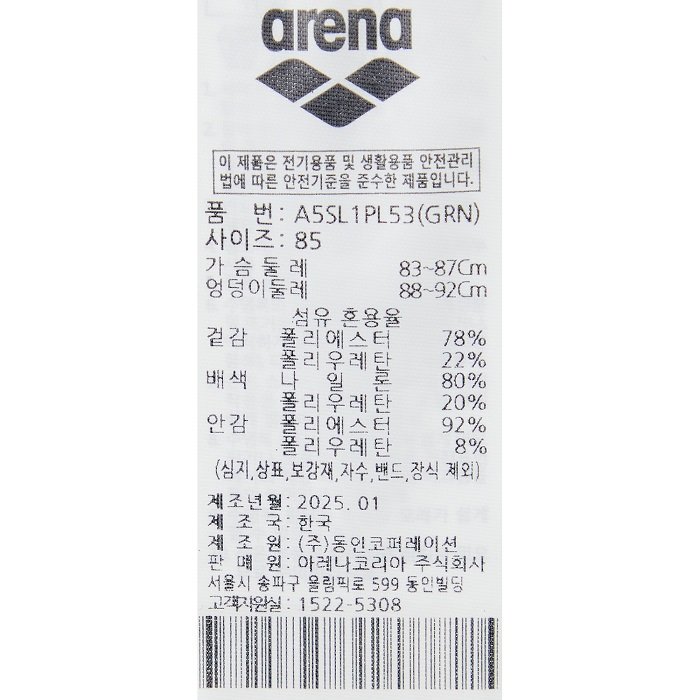 arena
이 제품은 전기용품 및 생활용품 안전관리
법에 따른 안전기준을 준수한 제품입니다.
품 번: A5SL1PL53(GRN)
사이즈: 85
가슴둘레 83~87Cm
엉덩이둘레 88~92Cm
섬유 혼용율
겉감 폴리에스터 78%
폴리우레탄 22%
배색 나 일 론 80%
폴리우레탄 20%
안감 폴리에스터 92%
폴리우레탄 8%
(심지,상표,보강재,자수,밴드,장식 제외)
제조년월: 2025. 01
제 조 국: 한국
제 조 원: (주)동인코퍼레이션
판 매 원: 아레나코리아 주식회사
서울시 송파구 올림픽로 599 동인빌딩
고객지원실: 1522-5308